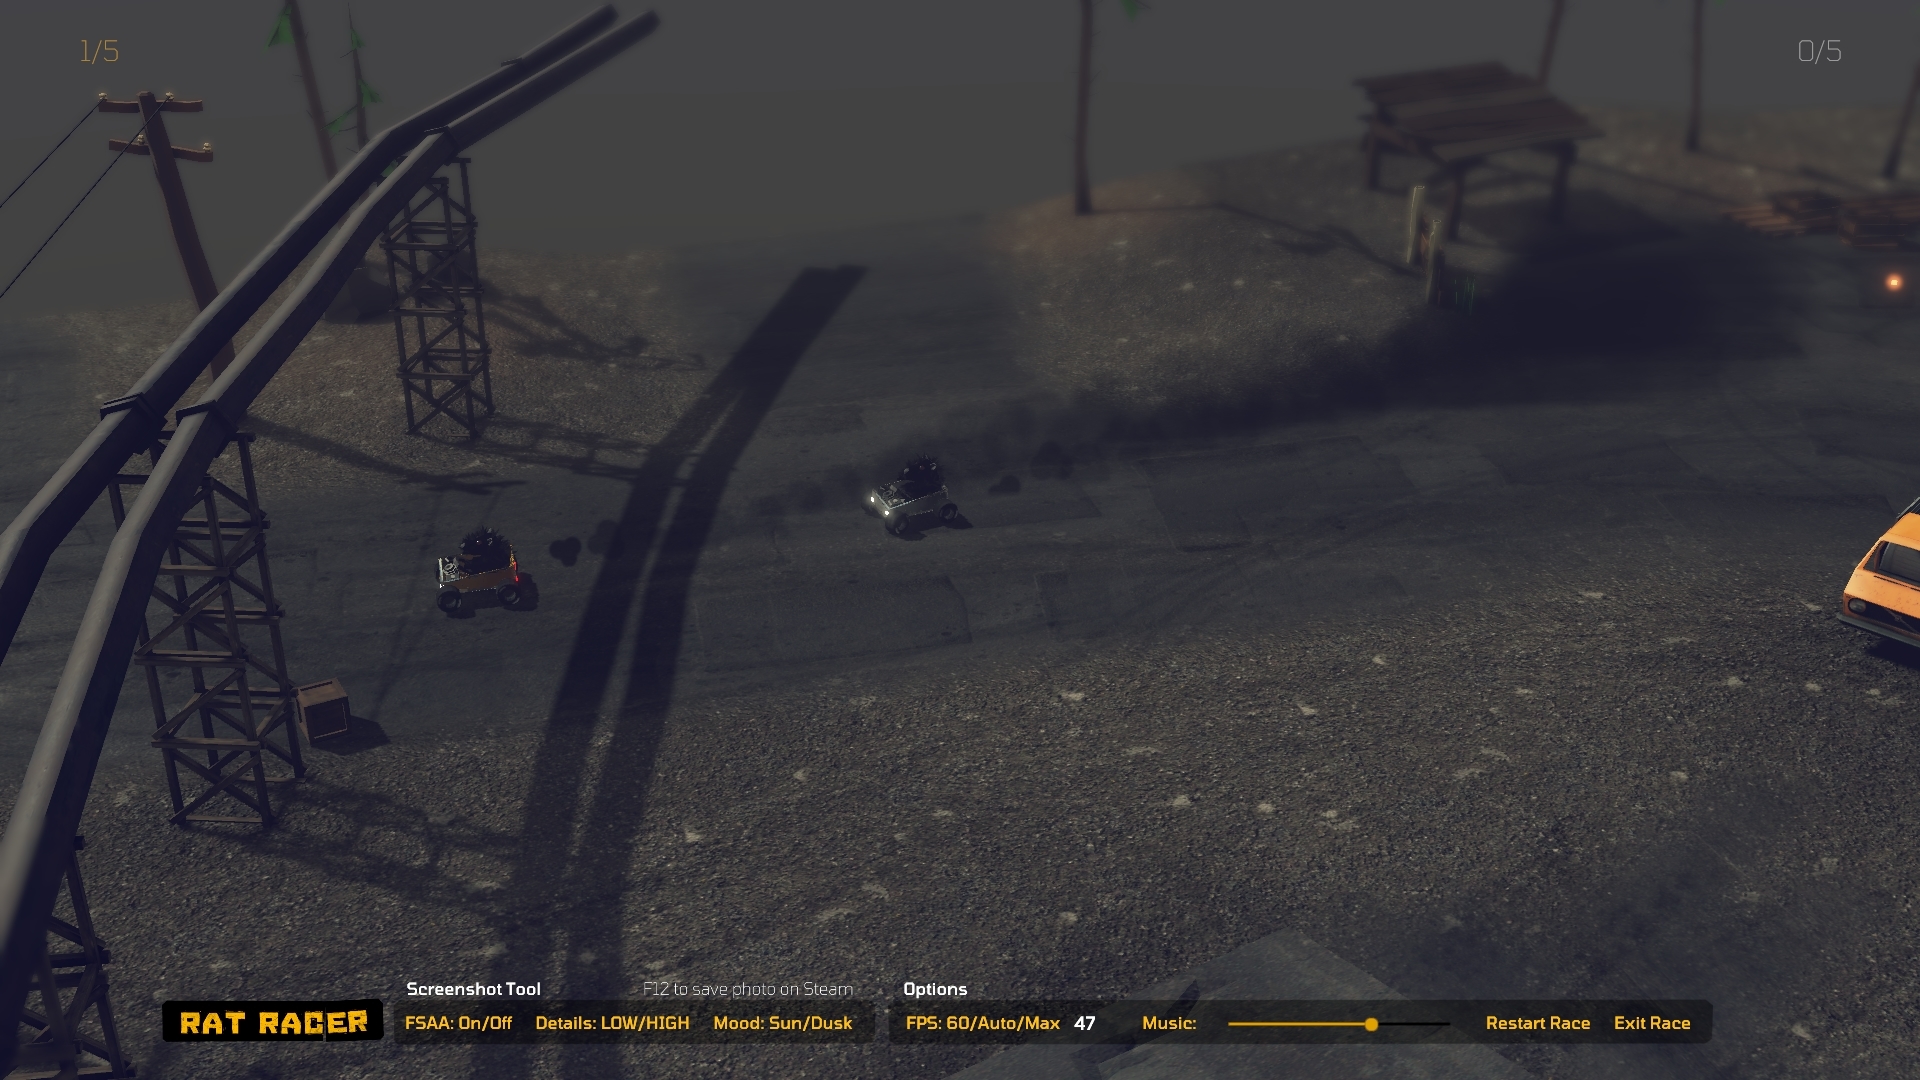 1/5
0/5
Screenshot Tool
F12 to save photo on Steam
Options
RAT RACER
FSAA: On/Off
Details: LOW/HIGH
Mood: Sun/Dusk
FPS: 60/Auto/Max 47
Music:
Restart Race
Exit Race